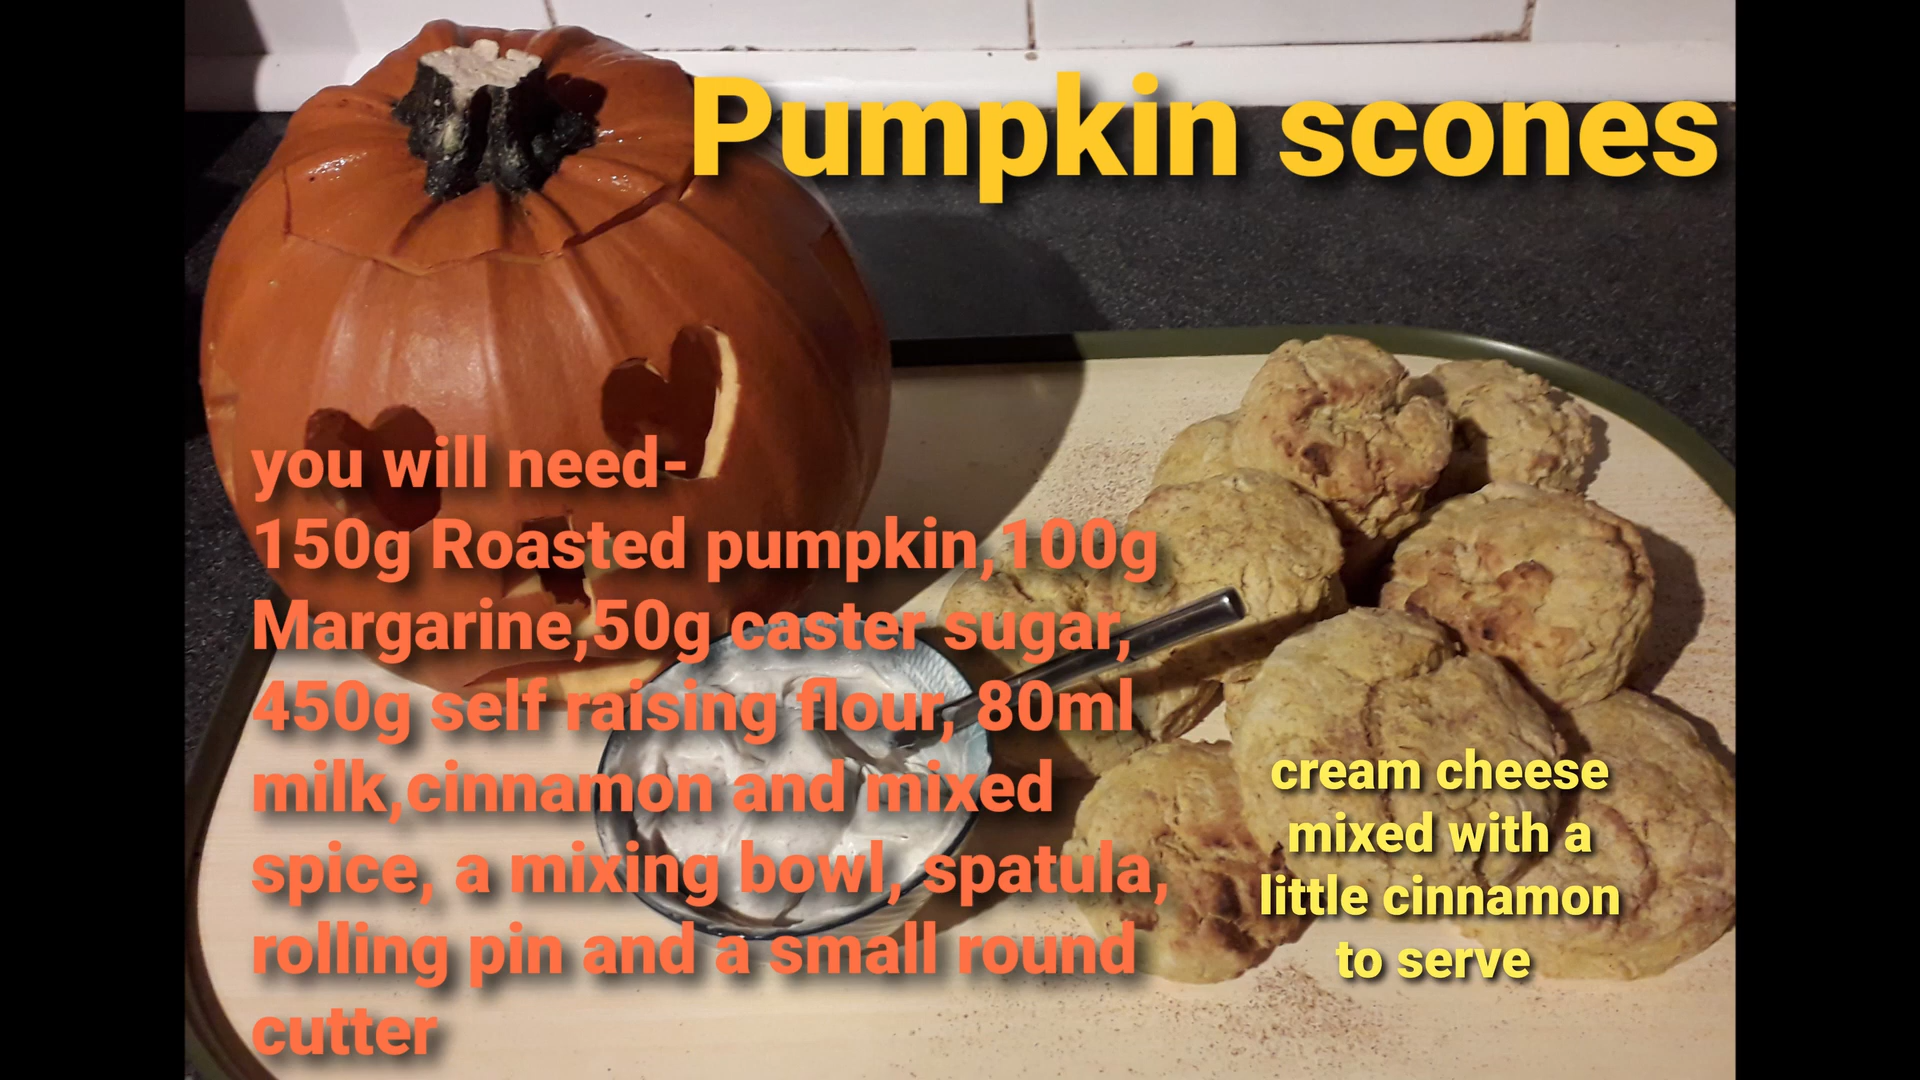 Pumpkin scones
you will need-
150g Roasted pumpkin,100g
Margarine,50g caster sugar,
450g self raising flour, 80ml
milk,cinnamon and mixed
spice, a mixing bowl, spatula,
rolling pin and a small round
cutter
cream cheese
mixed with a
little cinnamon
to serve